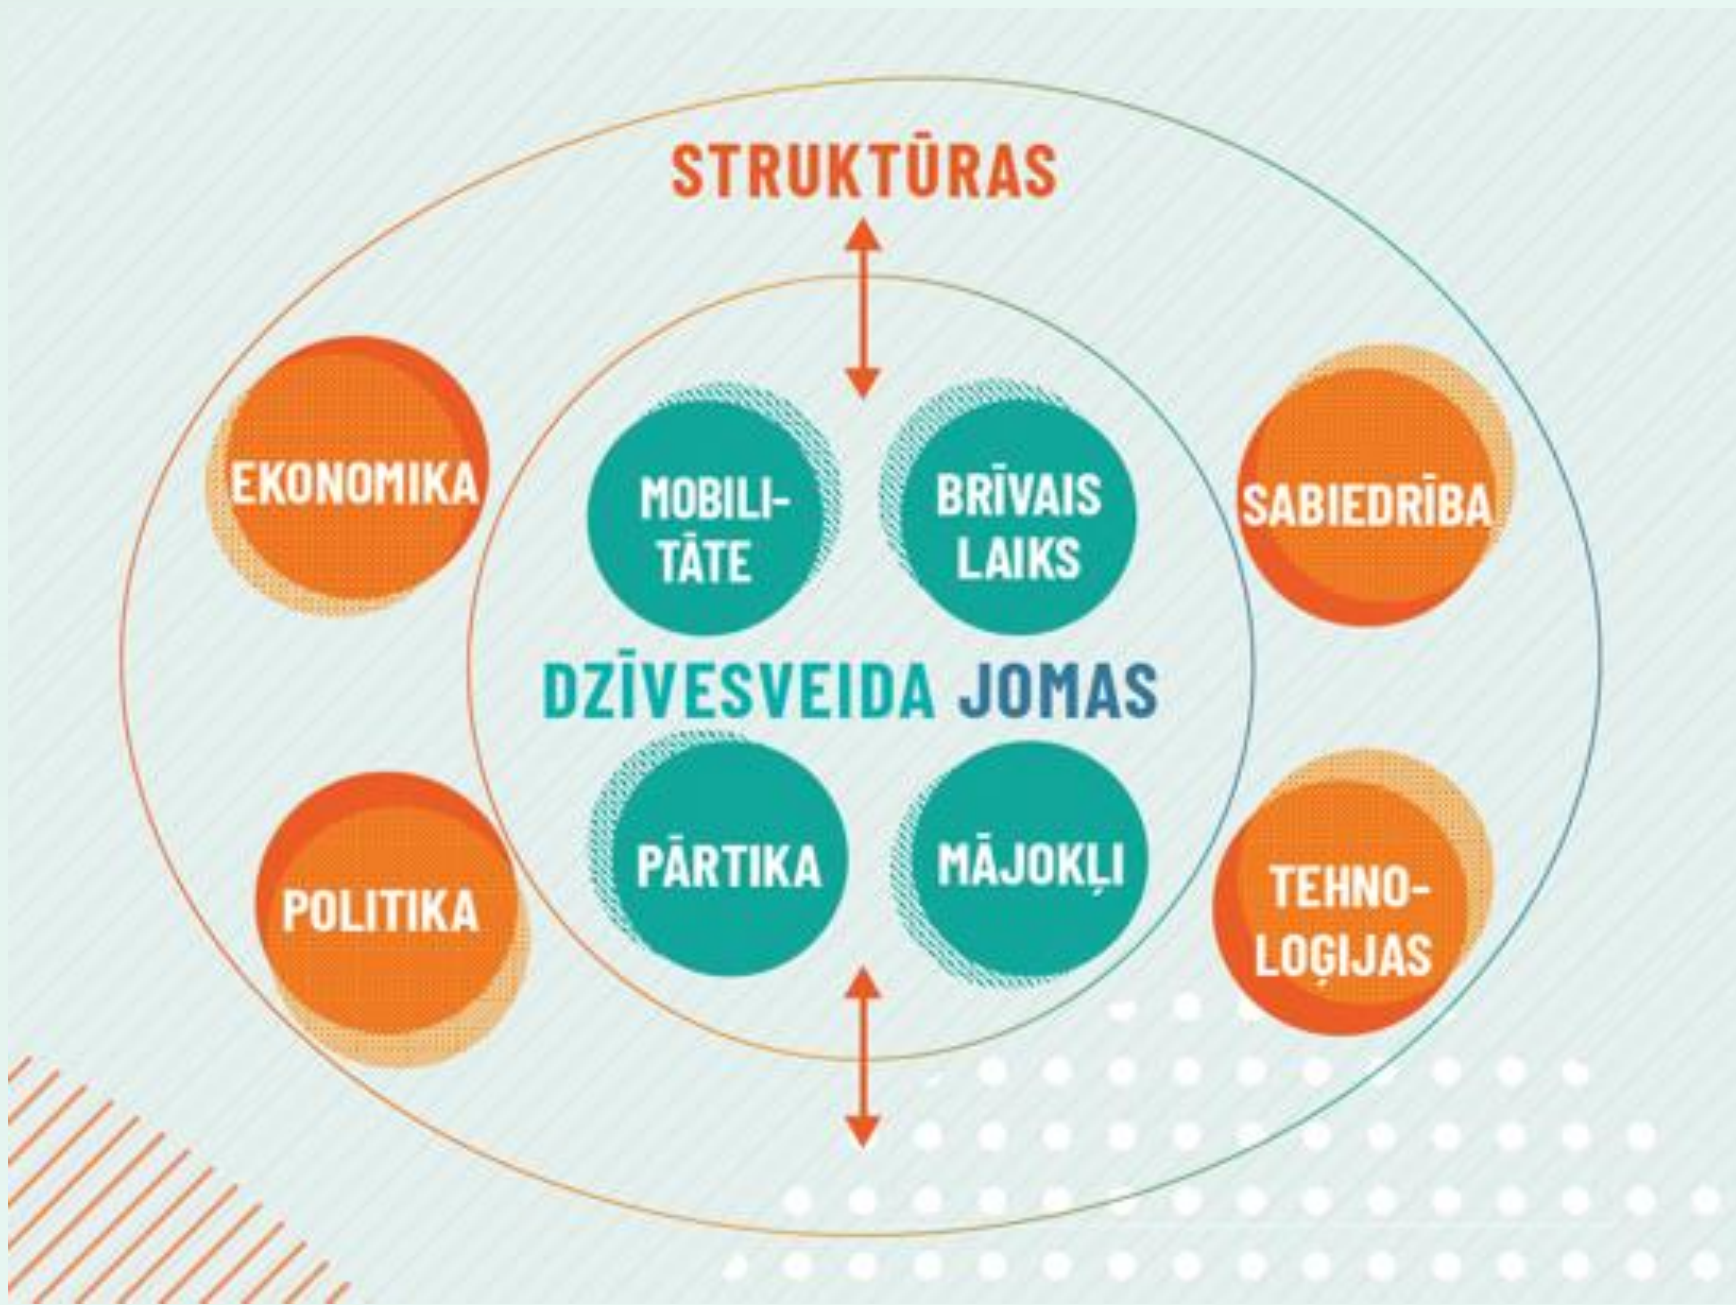 STRUKTŪRAS
EKONOMIKA
MOBILI-
TĀTE
BRĪVAIS
LAIKS
SABIEDRĪBA
DZĪVESVEIDA JOMAS
POLITIKA
PĀRTIKA
MĀJOKĻI
TEHNO-
LOĢIJAS